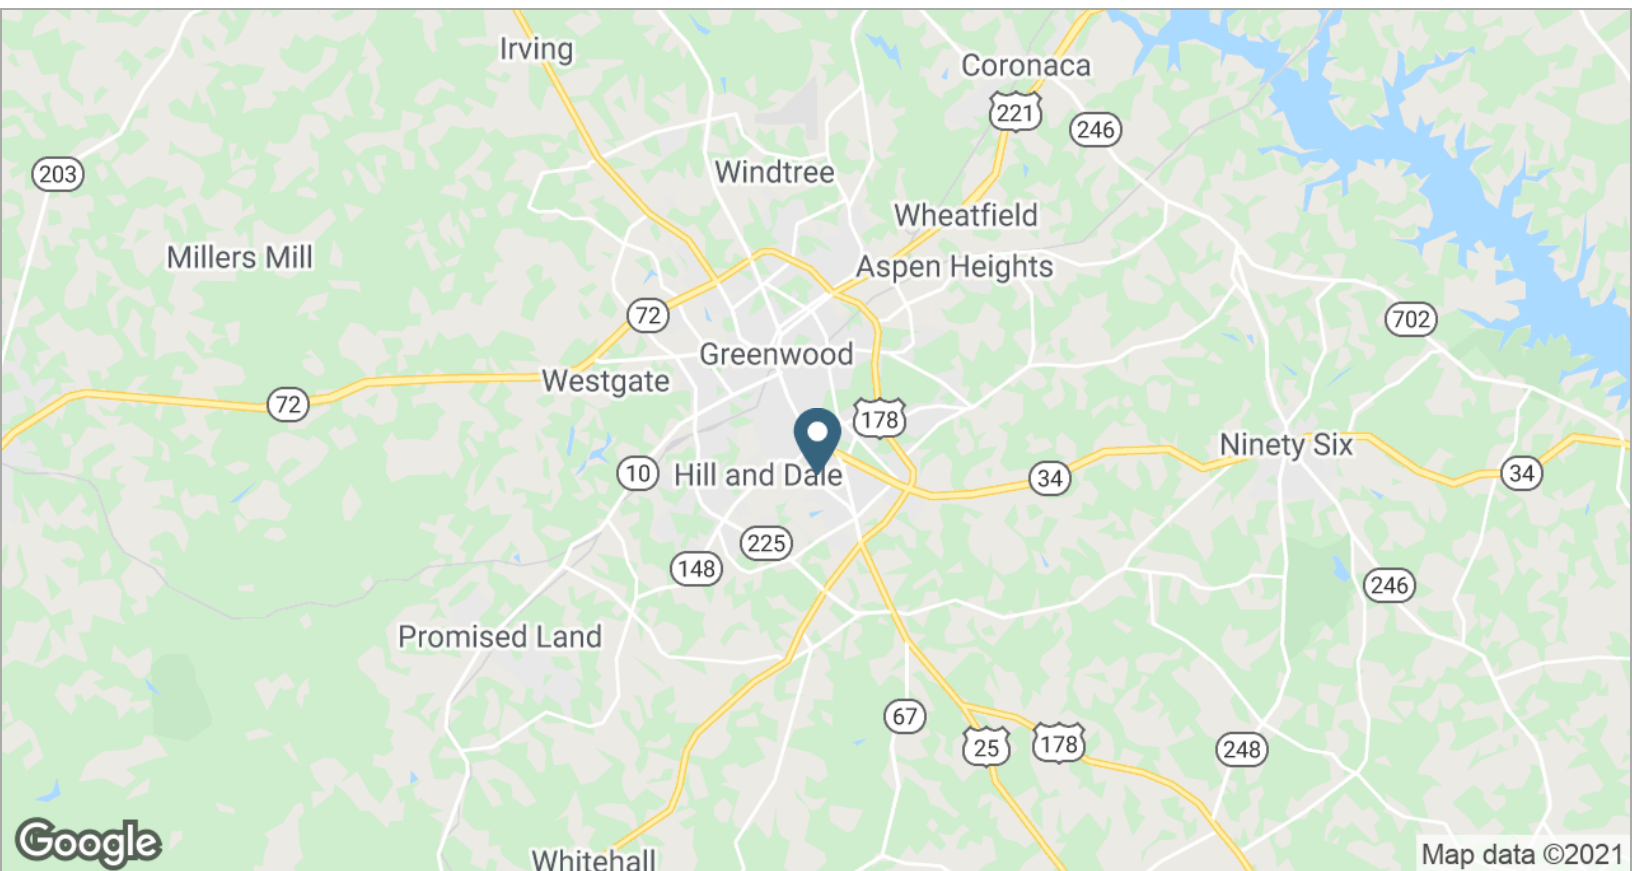 Irving
Coronaca
221
246
203
Windtree
Wheatfield
Millers Mill
Aspen Heights
72
702
Greenwood
Westgate
72
178
Ninety Six
10
Hill and Dale
34
34
225
148
246
Promised Land
67
25
178
248
Google
Whitehall
Map data ©2021